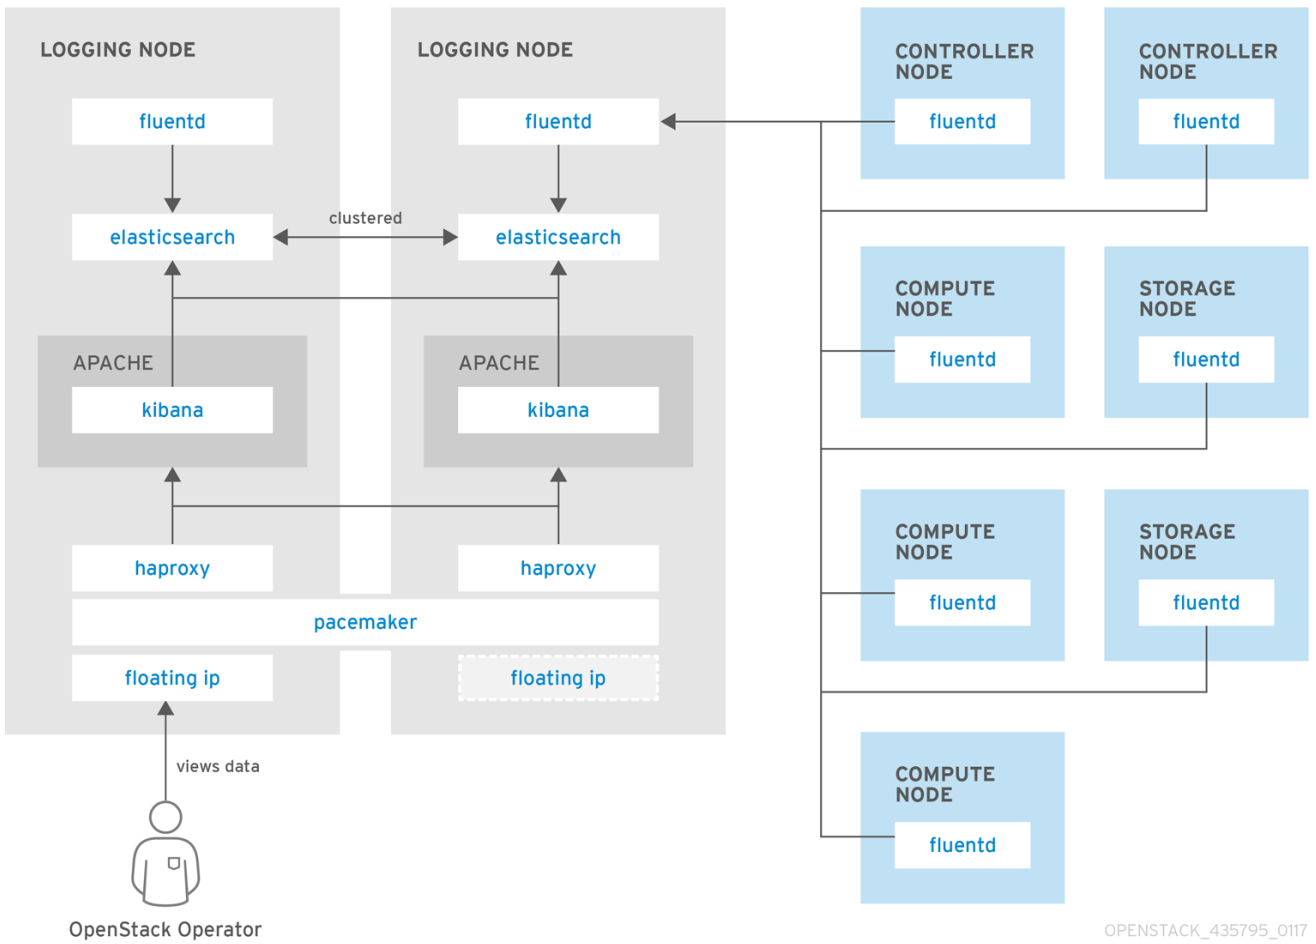 LOGGING NODE
fluentd
elasticsearch
APACHE
kibana
haproxy
LOGGING NODE
fluentd
clustered
elasticsearch
APACHE
kibana
haproxy
pacemaker
floating ip
floating ip
views data
OpenStack Operator
CONTROLLER
NODE
fluentd
CONTROLLER
NODE
fluentd
COMPUTE
NODE
fluentd
STORAGE
NODE
fluentd
COMPUTE
NODE
fluentd
STORAGE
NODE
fluentd
COMPUTE
NODE
fluentd
OPENSTACK_435795_0117